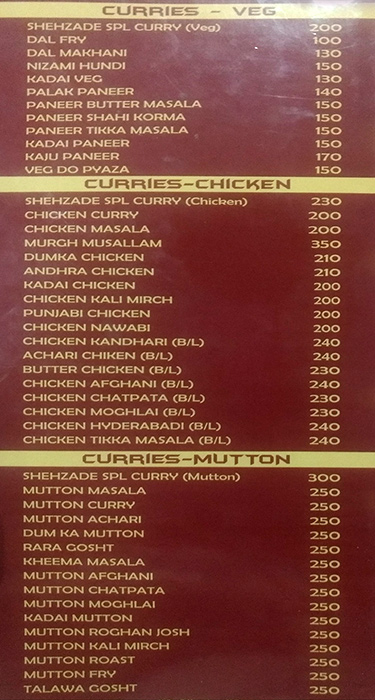 CURRIES - VEG
SHEHZADE SPL CURRY (Veg) 200
DAL FRY 100
DAL MAKHANI 130
NIZAMI HUNDI 150
KADAI VEG 130
PALAK PANEER 140
PANEER BUTTER MASALA 150
PANEER SHAHI KORMA 150
PANEER TIKKA MASALA 150
KADAI PANEER 150
KAJU PANEER 170
VEG DO PYAZA 150
CURRIES-CHICKEN
SHEHZADE SPL CURRY (Chicken) 230
CHICKEN CURRY 200
CHICKEN MASALA 200
MURGH MUSALLAM 350
DUMKA CHICKEN 210
ANDHRA CHICKEN 210
KADAI CHICKEN 200
CHICKEN KALI MIRCH 200
PUNJABI CHICKEN 200
CHICKEN NAWABI 200
CHICKEN KANDHARI (B/L) 240
ACHARI CHIKEN (B/L) 240
BUTTER CHICKEN (B/L) 230
CHICKEN AFGHANI (B/L) 240
CHICKEN CHATPATA (B/L) 230
CHICKEN MOGHLAI (B/L) 230
CHICKEN HYDERABADI (B/L) 240
CHICKEN TIKKA MASALA (B/L) 240
CURRIES-MUTTON
SHEHZADE SPL CURRY (Mutton) 300
MUTTON MASALA 250
MUTTON CURRY 250
MUTTON ACHARI 250
DUM KA MUTTON 250
RARA GOSHT 250
KHEEMA MASALA 250
MUTTON AFGHANI 250
MUTTON CHATPATA 250
MUTTON MOGHLAI 250
KADAI MUTTON 250
MUTTON ROGHAN JOSH 250
MUTTON KALI MIRCH 250
MUTTON ROAST 250
MUTTON FRY 250
TALAWA GOSHT 250